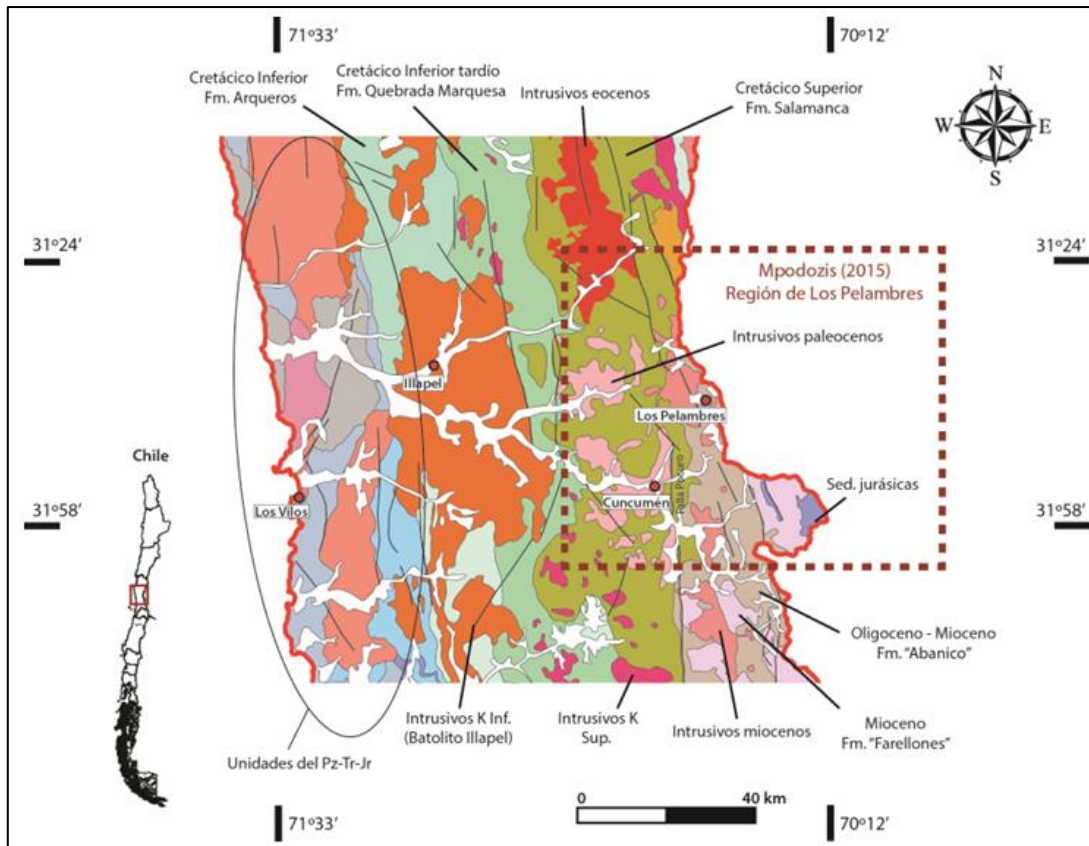 71º33’
70º12’
Cretácico Inferior
Fm. Arqueros
Cretácico Inferior tardío
Fm. Quebrada Marquesa
Intrusivos eocenos
Cretácico Superior
Fm. Salamanca
N
W
E
S
31º24’
31º24’
Mpodozis (2015)
Región de Los Pelambres
Intrusivos paleocenos
Illapel
Los Pelambres
Chile
Falla Pocuro
Sed. jurásicas
Cuncumén
Los Vilos
31º58’
31º58’
Oligoceno - Mioceno
Fm. “Abanico”
Intrusivos K Inf.
(Batolito Illapel)
Intrusivos K
Sup.
Intrusivos miocenos
Mioceno
Fm. “Farellones”
Unidades del Pz-Tr-Jr
0
40 km
71º33’
70º12’